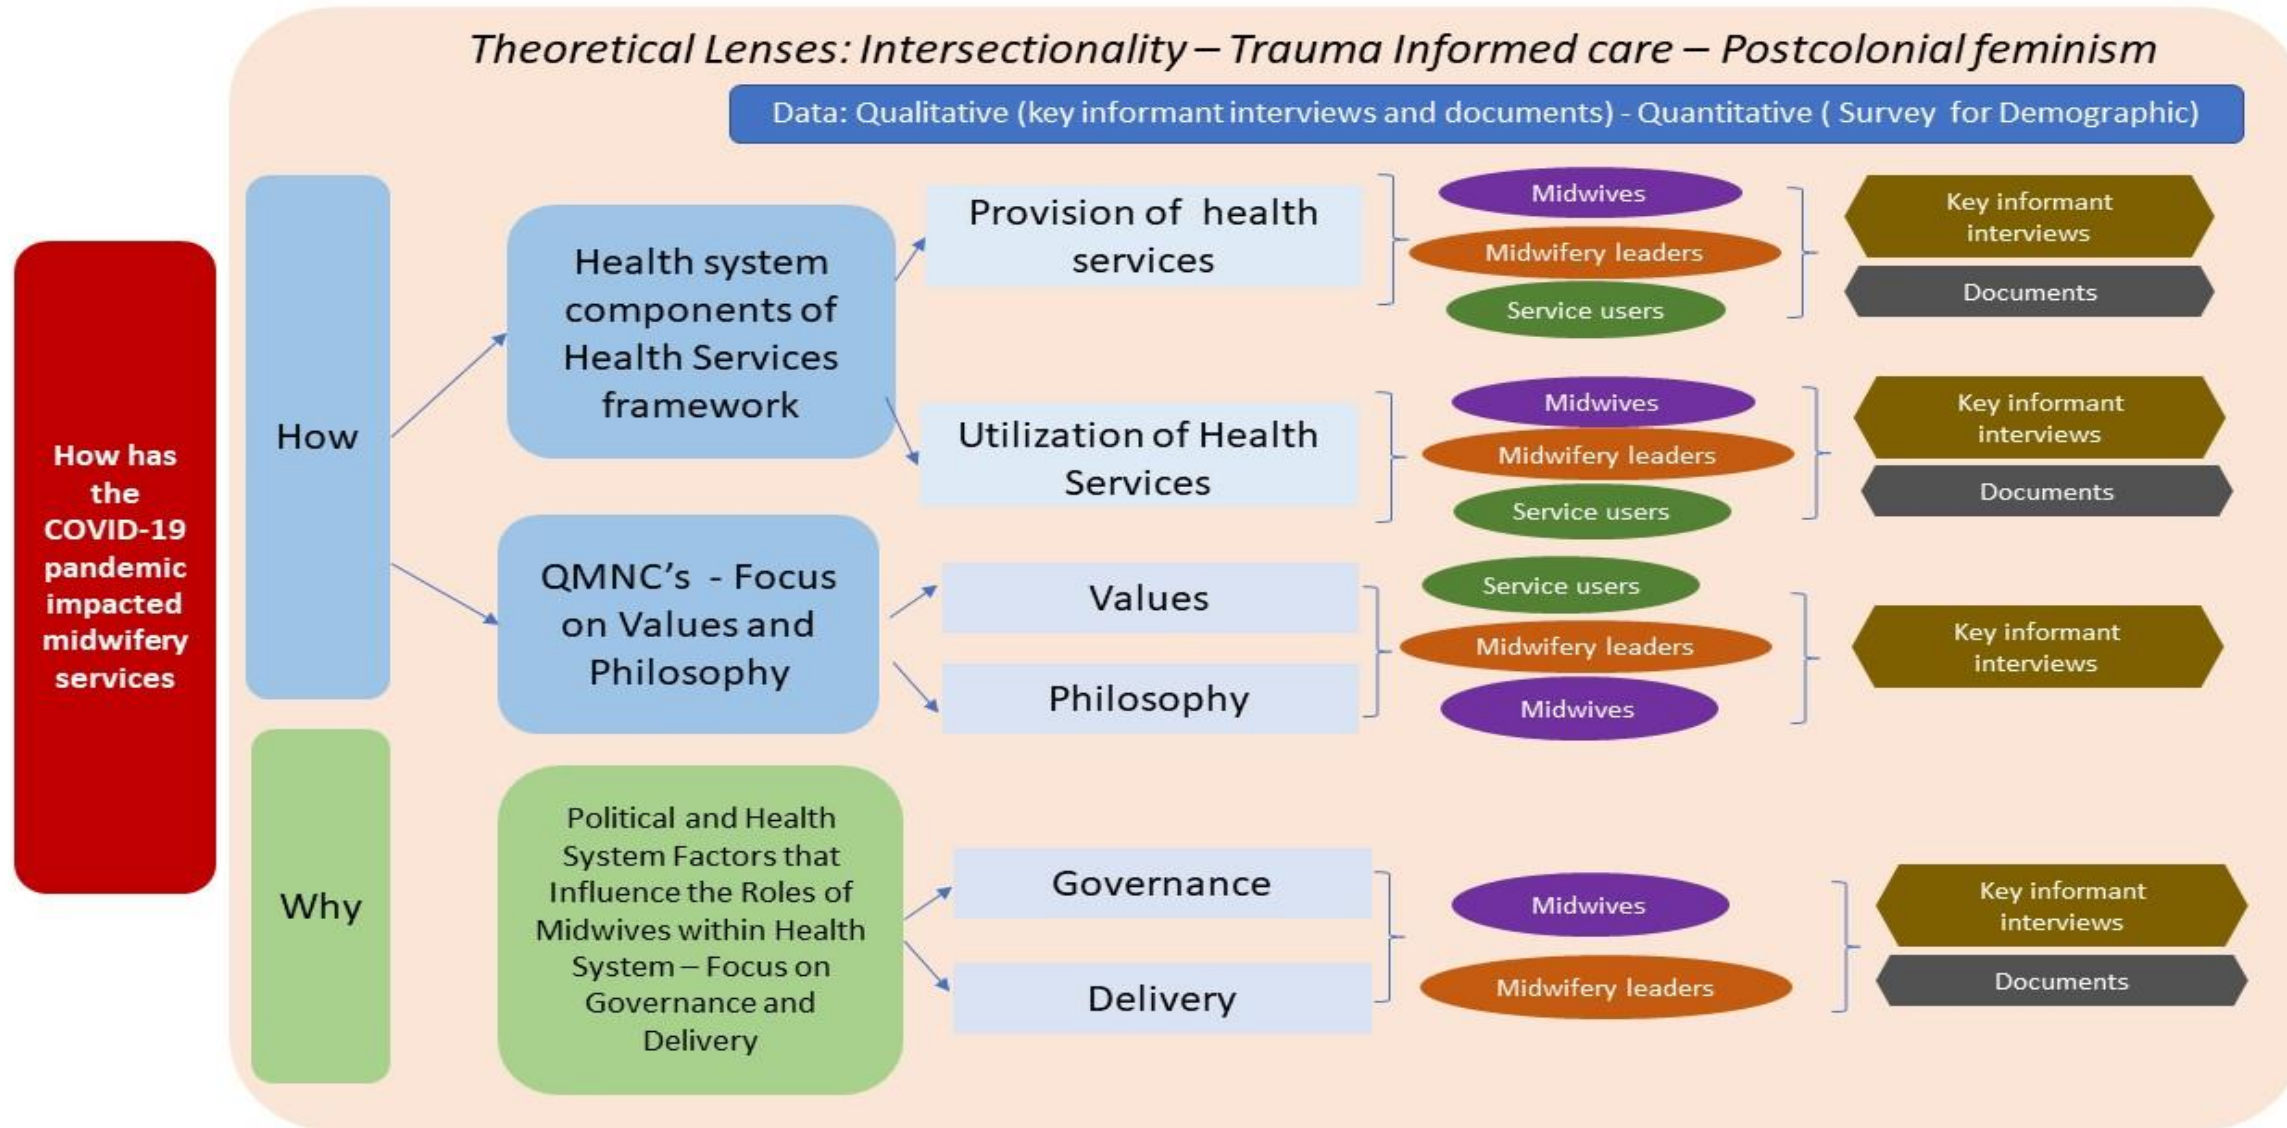 Theoretical Lenses: Intersectionality – Trauma Informed care – Postcolonial feminism
Data: Qualitative (key informant interviews and documents) - Quantitative ( Survey for Demographic)
How has
the
COVID-19
pandemic
impacted
midwifery
services
How
Health system
components of
Health Services
framework
Provision of health
services
Midwives
Midwifery leaders
Service users
Key informant
interviews
Documents
Utilization of Health
Services
Midwives
Midwifery leaders
Service users
Key informant
interviews
Documents
QMNC’s - Focus
on Values and
Philosophy
Values
Philosophy
Service users
Midwifery leaders
Midwives
Key informant
interviews
Why
Political and Health
System Factors that
Influence the Roles of
Midwives within Health
System – Focus on
Governance and
Delivery
Governance
Delivery
Midwives
Midwifery leaders
Key informant
interviews
Documents